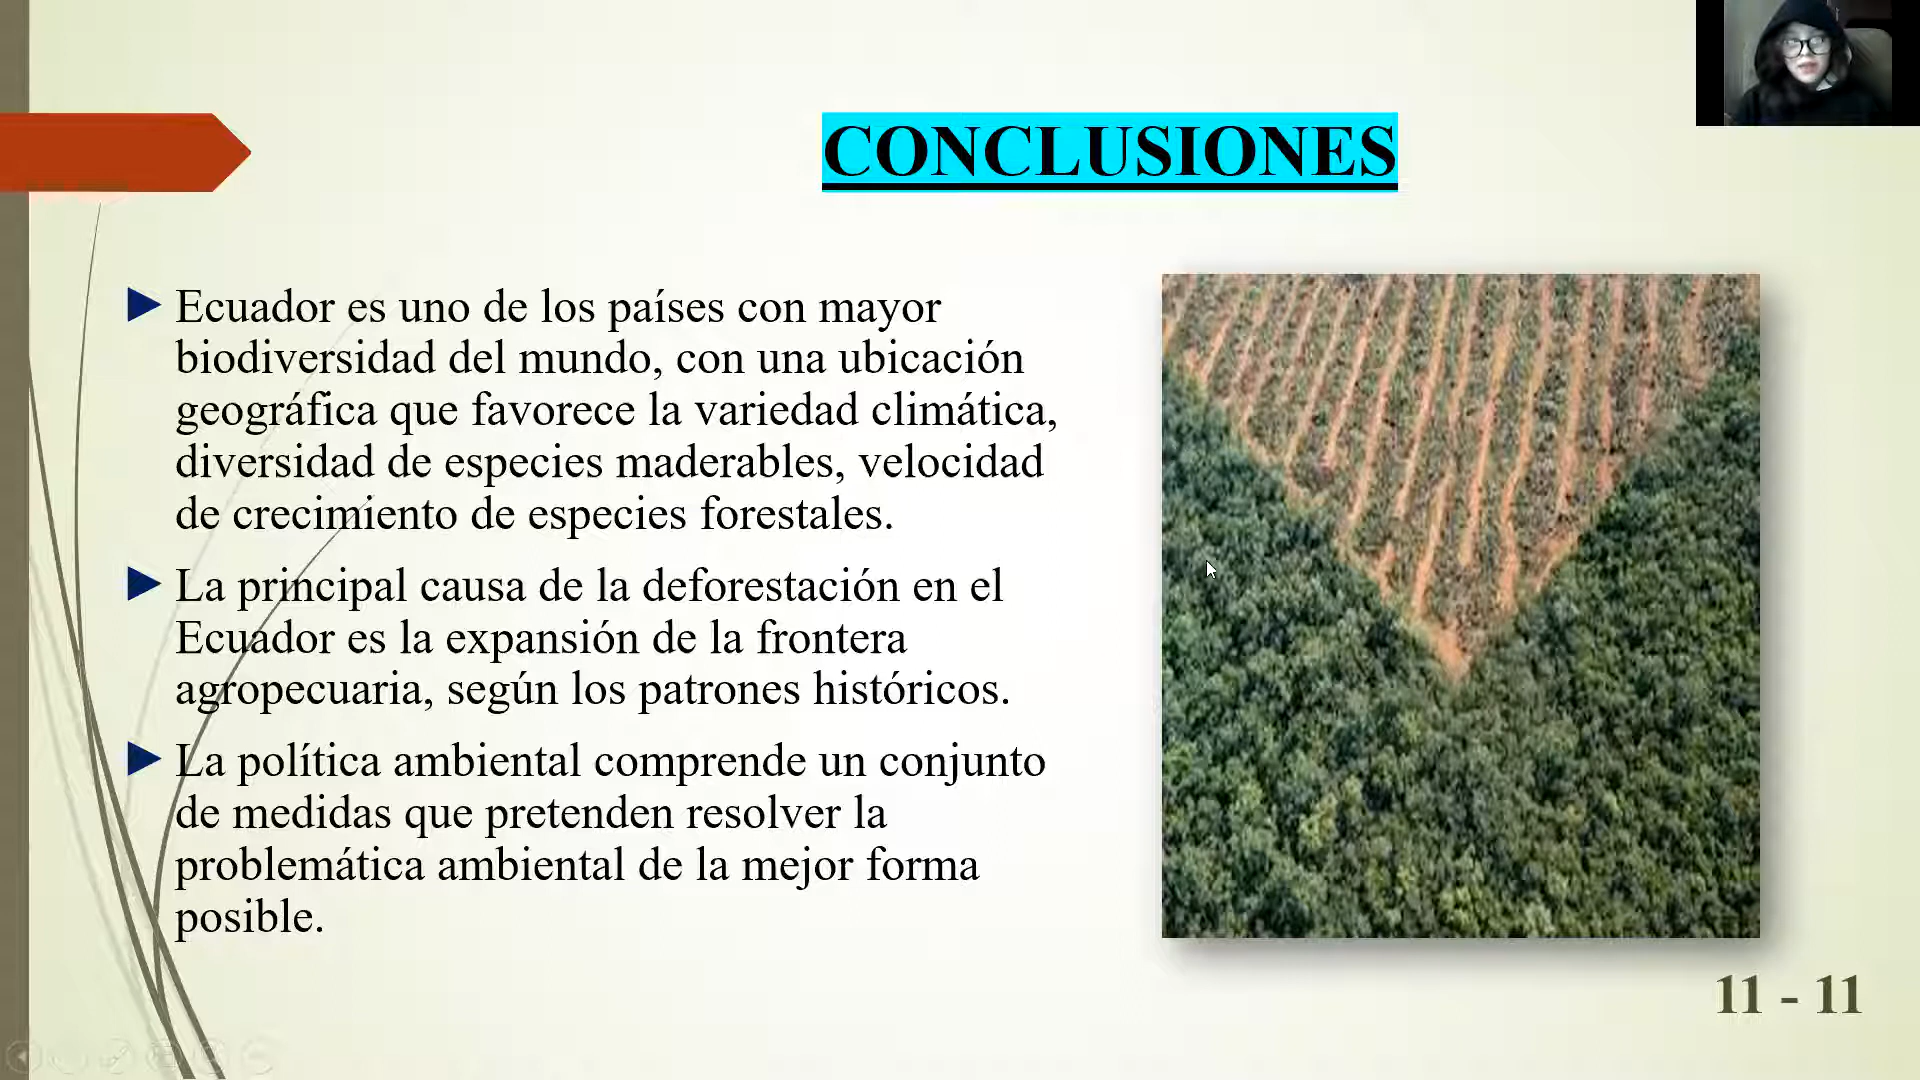 CONCLUSIONES
Ecuador es uno de los países con mayor
biodiversidad del mundo, con una ubicación
geográfica que favorece la variedad climática,
diversidad de especies maderables, velocidad
de crecimiento de especies forestales.
La principal causa de la deforestación en el
Ecuador es la expansión de la frontera
agropecuaria, según los patrones históricos.
La política ambiental comprende un conjunto
de medidas que pretenden resolver la
problemática ambiental de la mejor forma
posible.
11 - 11